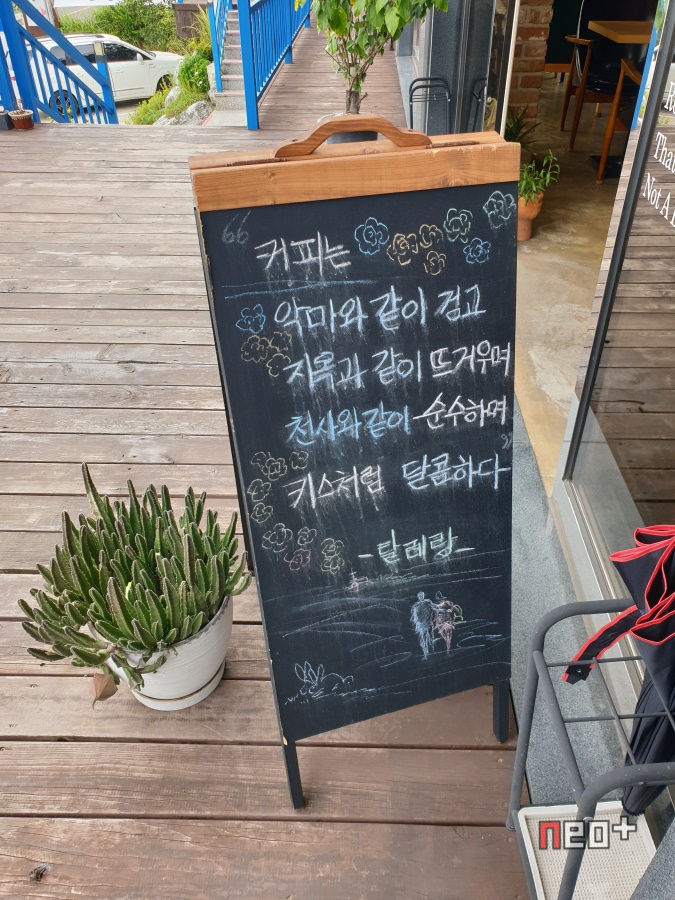 “ 커피는
악마와 같이 검고
지옥과 같이 뜨거우며
천사와같이 순수하며
키스처럼 달콤하다 ”
-탈레랑-
Not A
neo+